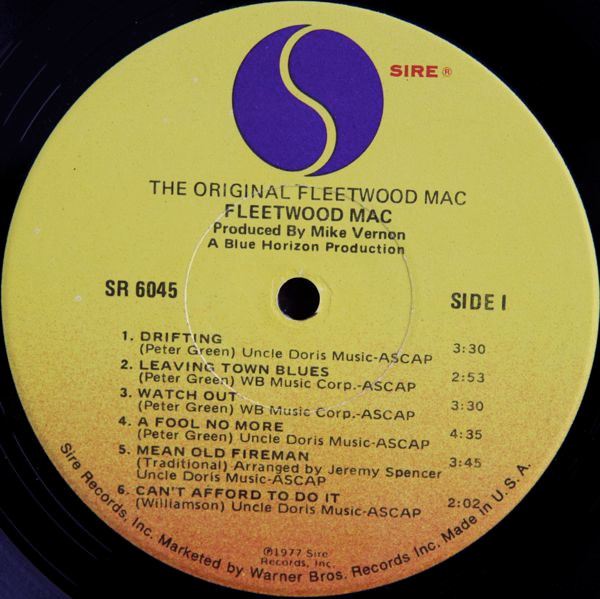 SIRE ®
THE ORIGINAL FLEETWOOD MAC
FLEETWOOD MAC
Produced By Mike Vernon
A Blue Horizon Production
SR 6045
SIDE I
1. DRIFTING
(Peter Green) Uncle Doris Music-ASCAP 3:30
2. LEAVING TOWN BLUES
(Peter Green) WB Music Corp.-ASCAP 2:53
3. WATCH OUT
(Peter Green) WB Music Corp.-ASCAP 3:30
4. A FOOL NO MORE
(Peter Green) Uncle Doris Music-ASCAP 4:35
5. MEAN OLD FIREMAN
(Traditional) Arranged by Jeremy Spencer 3:45
Uncle Doris Music-ASCAP
6. CAN'T AFFORD TO DO IT
(Williamson) Uncle Doris Music-ASCAP 2:02
℗1977 Sire
Records, Inc.
Sire Records, Inc. Marketed by Warner Bros. Records Inc. Made in U.S.A.